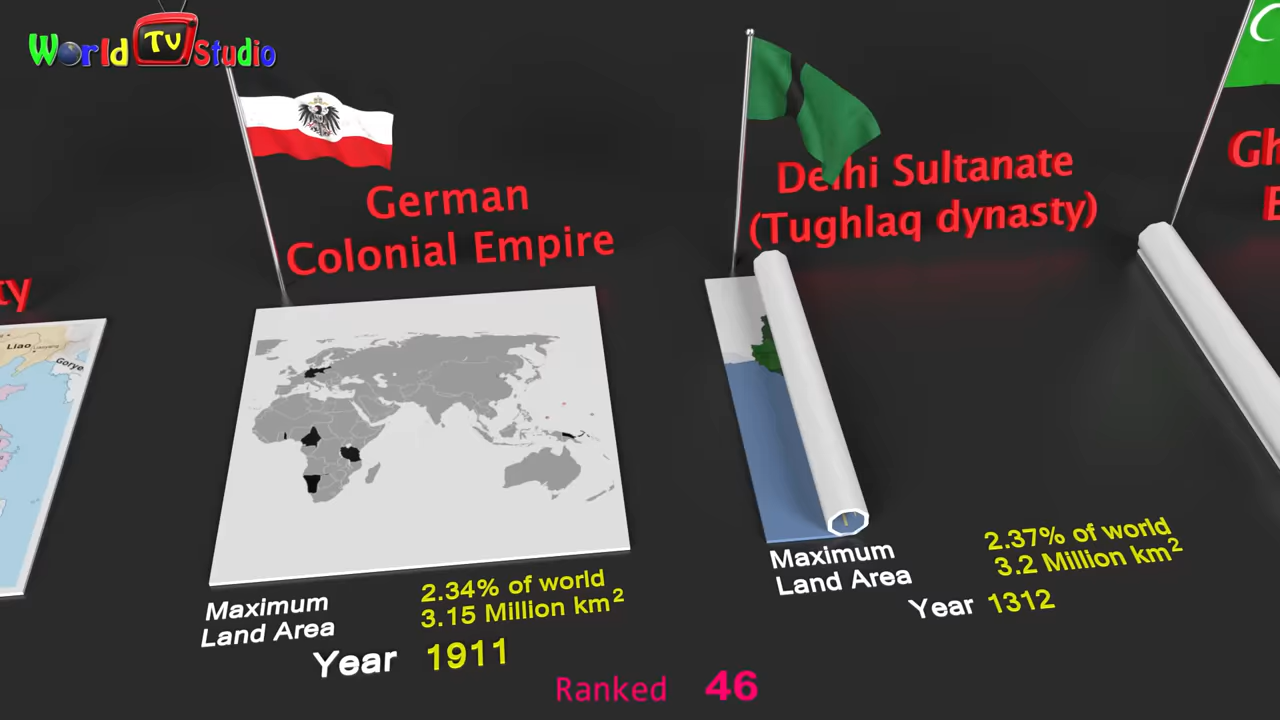 World TV Studio
German
Colonial Empire
Delhi Sultanate
(Tughlaq dynasty)
Liao
Gorye
Maximum
Land Area
2.34% of world
3.15 Million km²
Year 1911
Maximum
Land Area
2.37% of world
3.2 Million km²
Year 1312
Ranked 46